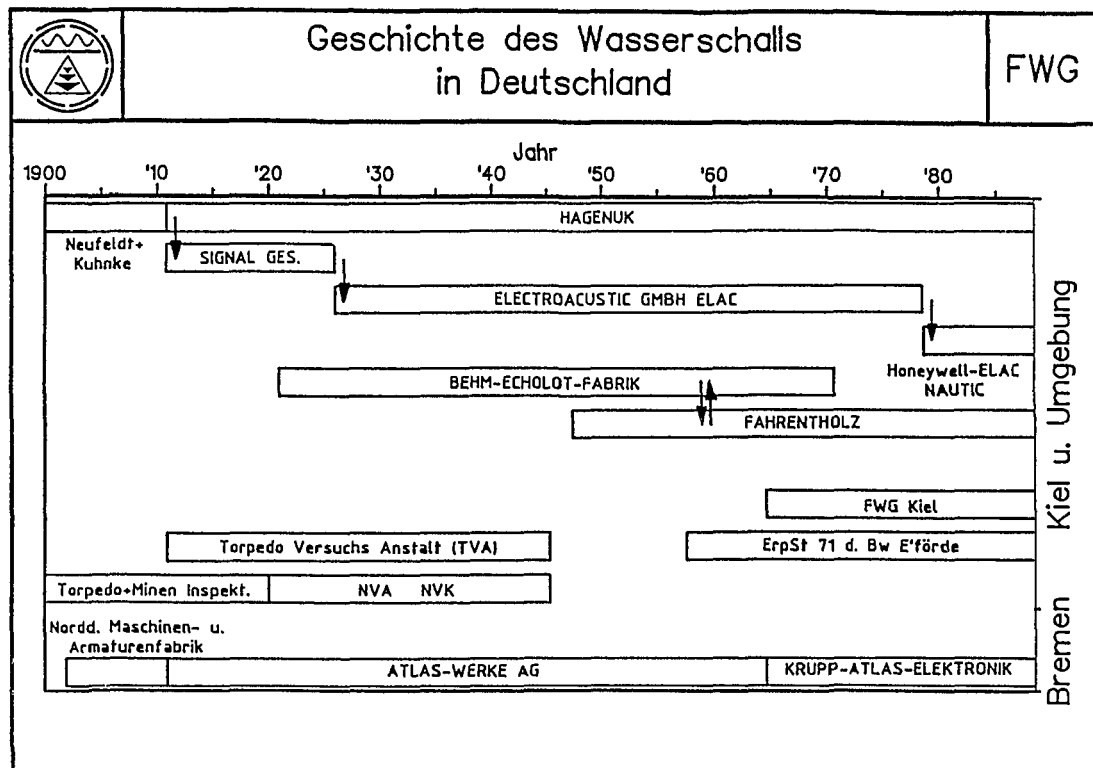 Geschichte des Wasserschalls
in Deutschland
FWG
Jahr
1900 '10 '20 '30 '40 '50 '60 '70 '80
HAGENUK
Neufeldt+
Kuhnke
SIGNAL GES.
ELECTROACUSTIC GMBH ELAC
Honeywell-ELAC
NAUTIC
BEHM-ECHOLOT-FABRIK
FAHRENTHOLZ
FWG Kiel
Torpedo Versuchs Anstalt (TVA)
ErpSt 71 d. Bw E'förde
Torpedo+Minen Inspekt.
NVA NVK
Nordd. Maschinen- u.
Armaturenfabrik
ATLAS-WERKE AG
KRUPP-ATLAS-ELEKTRONIK
Kiel u. Umgebung
Bremen